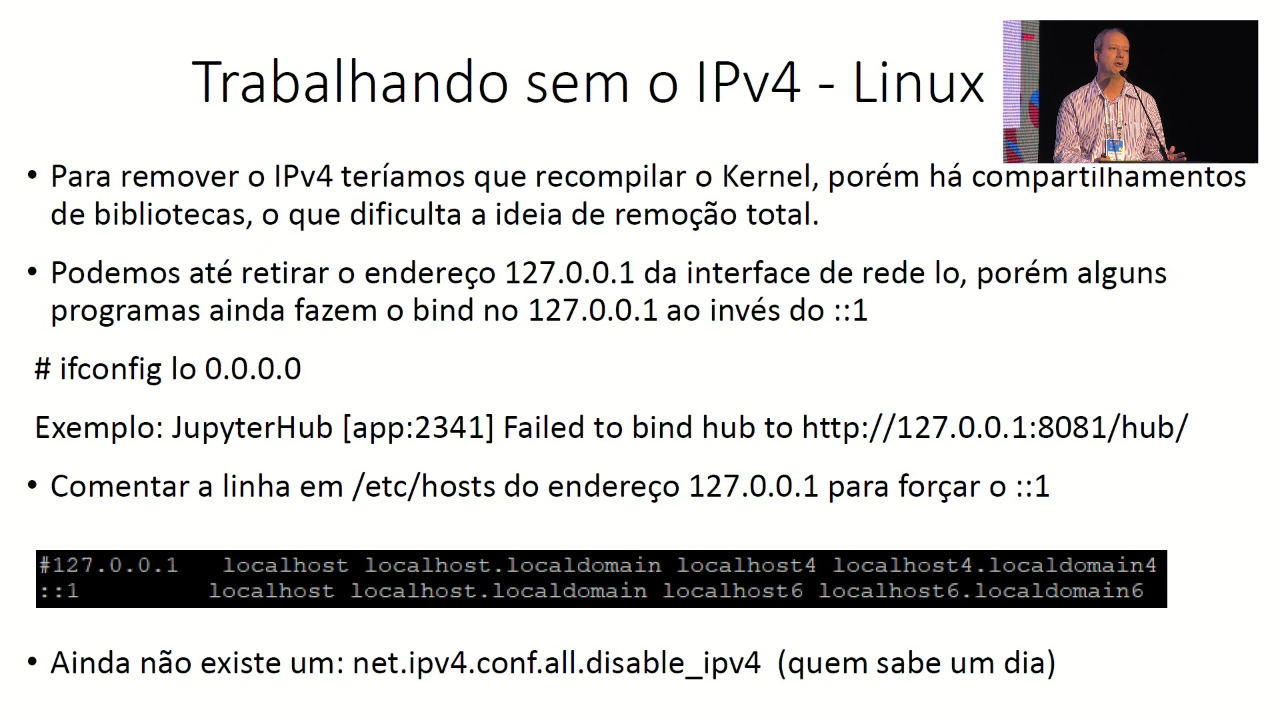 Trabalhando sem o IPv4 - Linux
• Para remover o IPv4 teríamos que recompilar o Kernel, porém há compartilhamentos
de bibliotecas, o que dificulta a ideia de remoção total.
• Podemos até retirar o endereço 127.0.0.1 da interface de rede lo, porém alguns
programas ainda fazem o bind no 127.0.0.1 ao invés do ::1
# ifconfig lo 0.0.0.0
Exemplo: JupyterHub [app:2341] Failed to bind hub to http://127.0.0.1:8081/hub/
• Comentar a linha em /etc/hosts do endereço 127.0.0.1 para forçar o ::1
#127.0.0.1 localhost localhost.localdomain localhost4 localhost4.localdomain4
::1 localhost localhost.localdomain localhost6 localhost6.localdomain6
• Ainda não existe um: net.ipv4.conf.all.disable_ipv4 (quem sabe um dia)